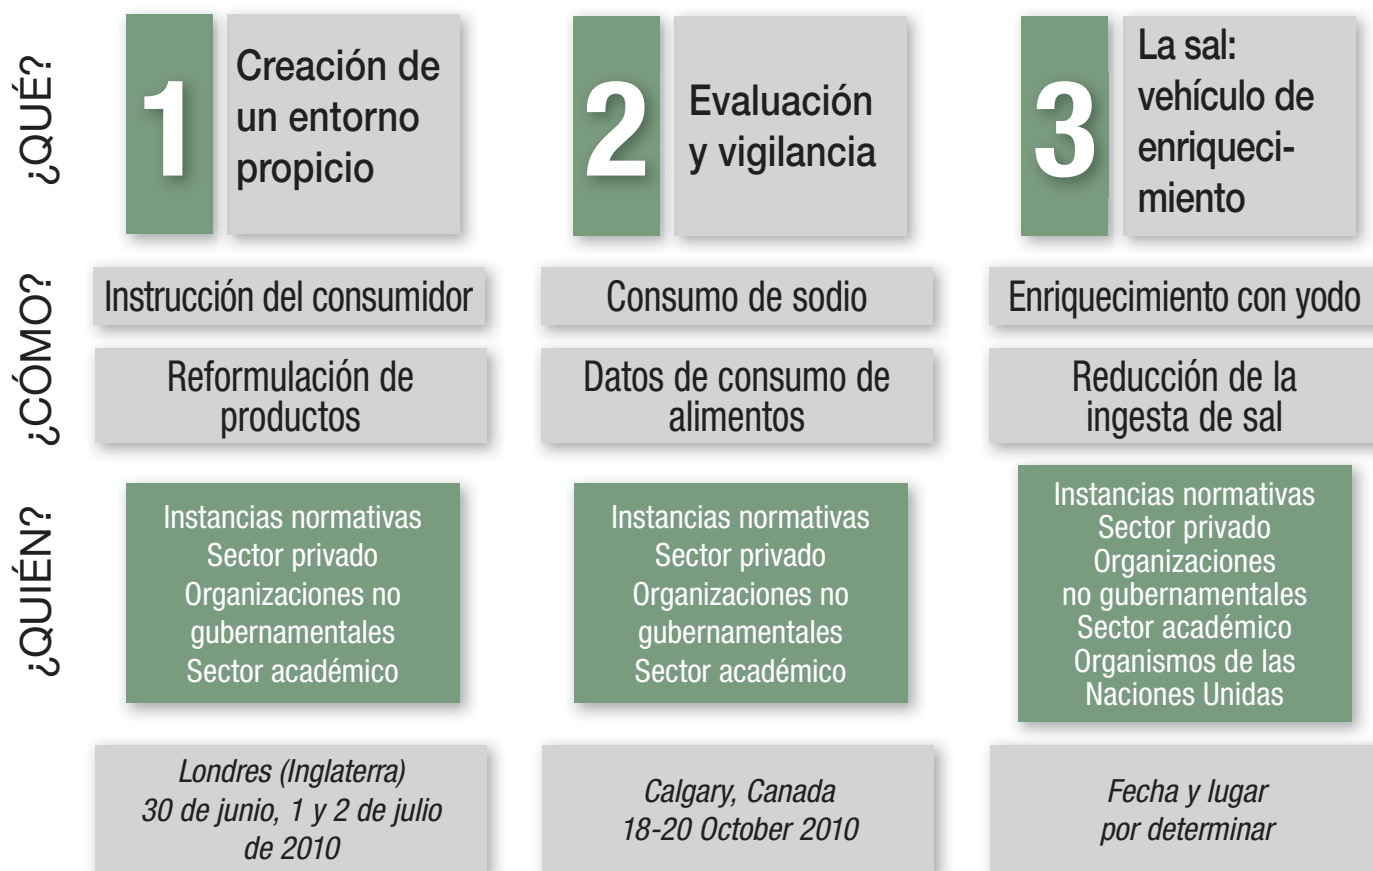 ¿QUÉ?
1
Creación de
un entorno
propicio
2
Evaluación
y vigilancia
3
La sal:
vehículo de
enriqueci-
miento
¿CÓMO?
Instrucción del consumidor
Consumo de sodio
Enriquecimiento con yodo
Reformulación de
productos
Datos de consumo de
alimentos
Reducción de la
ingesta de sal
¿QUIÉN?
Instancias normativas
Sector privado
Organizaciones no
gubernamentales
Sector académico
Instancias normativas
Sector privado
Organizaciones no
gubernamentales
Sector académico
Instancias normativas
Sector privado
Organizaciones
no gubernamentales
Sector académico
Organismos de las
Naciones Unidas
Londres (Inglaterra)
30 de junio, 1 y 2 de julio
de 2010
Calgary, Canada
18-20 October 2010
Fecha y lugar
por determinar